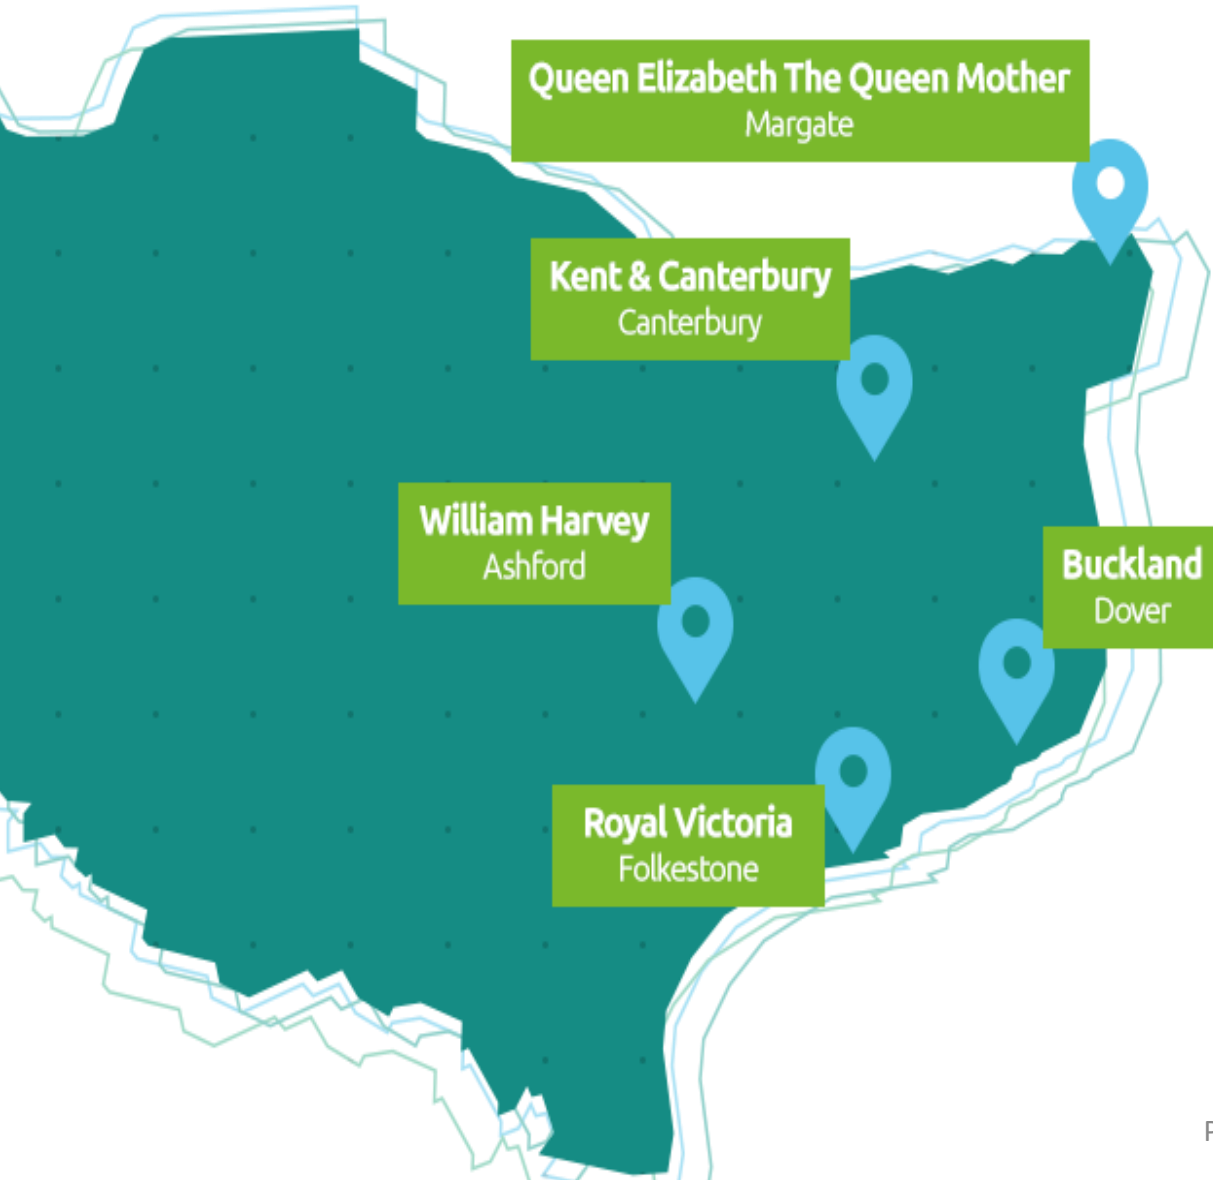 Queen Elizabeth The Queen Mother
Margate
Kent & Canterbury
Canterbury
William Harvey
Ashford
Buckland
Dover
Royal Victoria
Folkestone